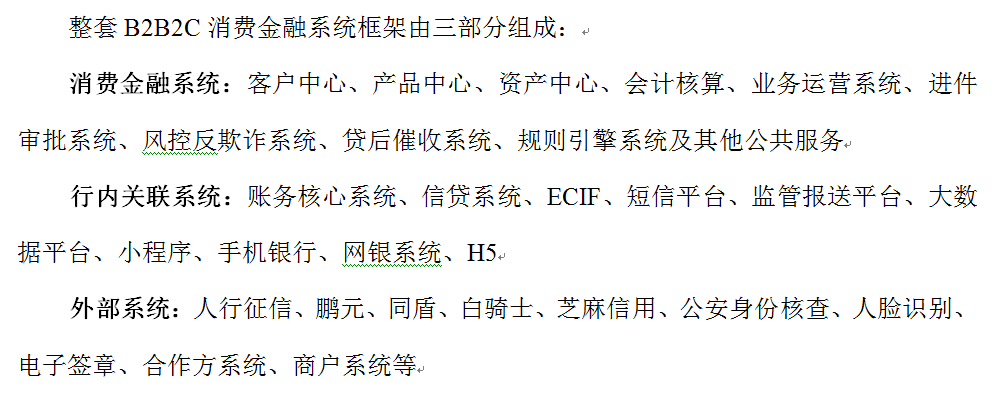 整套 B2B2C 消费金融系统框架由三部分组成：
消费金融系统：客户中心、产品中心、资产中心、会计核算、业务运营系统、进件
审批系统、风控反欺诈系统、贷后催收系统、规则引擎系统及其他公共服务
行内关联系统：账务核心系统、信贷系统、ECIF、短信平台、监管报送平台、大数
据平台、小程序、手机银行、网银系统、H5
外部系统：人行征信、鹏元、同盾、白骑士、芝麻信用、公安身份核查、人脸识别、
电子签章、合作方系统、商户系统等